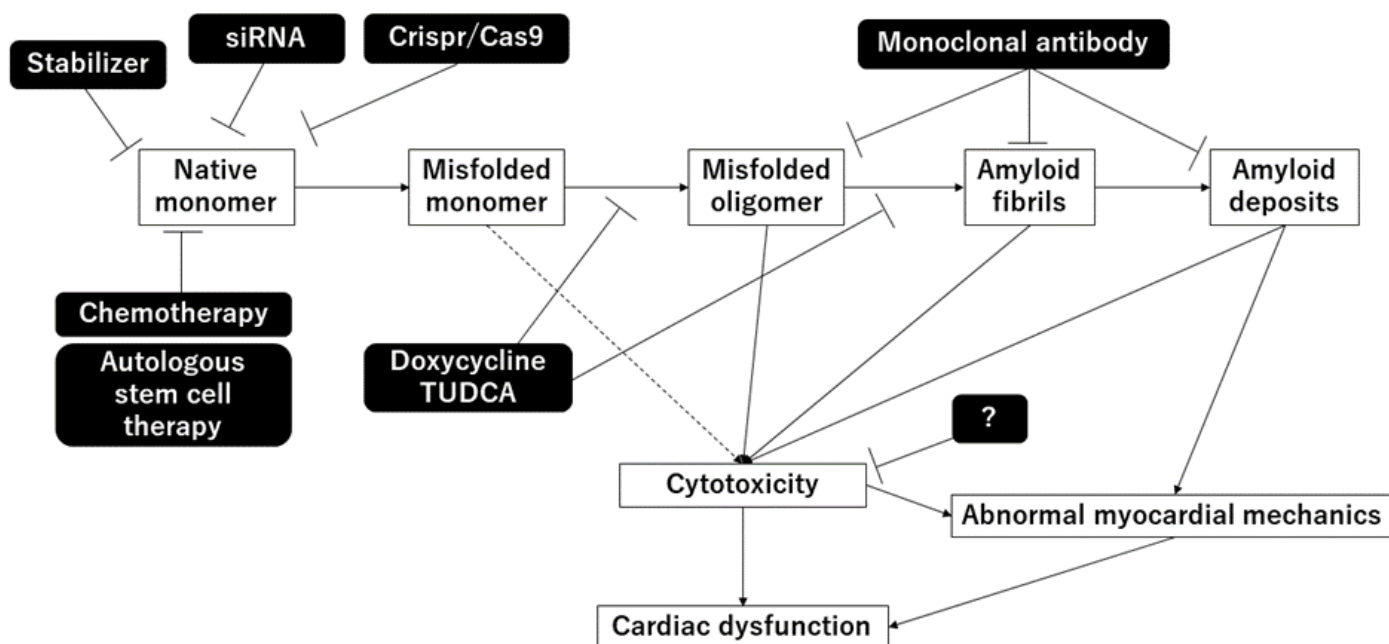 Stabilizer
siRNA
Crispr/Cas9
Monoclonal antibody
Native
monomer
Misfolded
monomer
Misfolded
oligomer
Amyloid
fibrils
Amyloid
deposits
Chemotherapy
Autologous
stem cell
therapy
Doxycycline
TUDCA
?
Cytotoxicity
Abnormal myocardial mechanics
Cardiac dysfunction